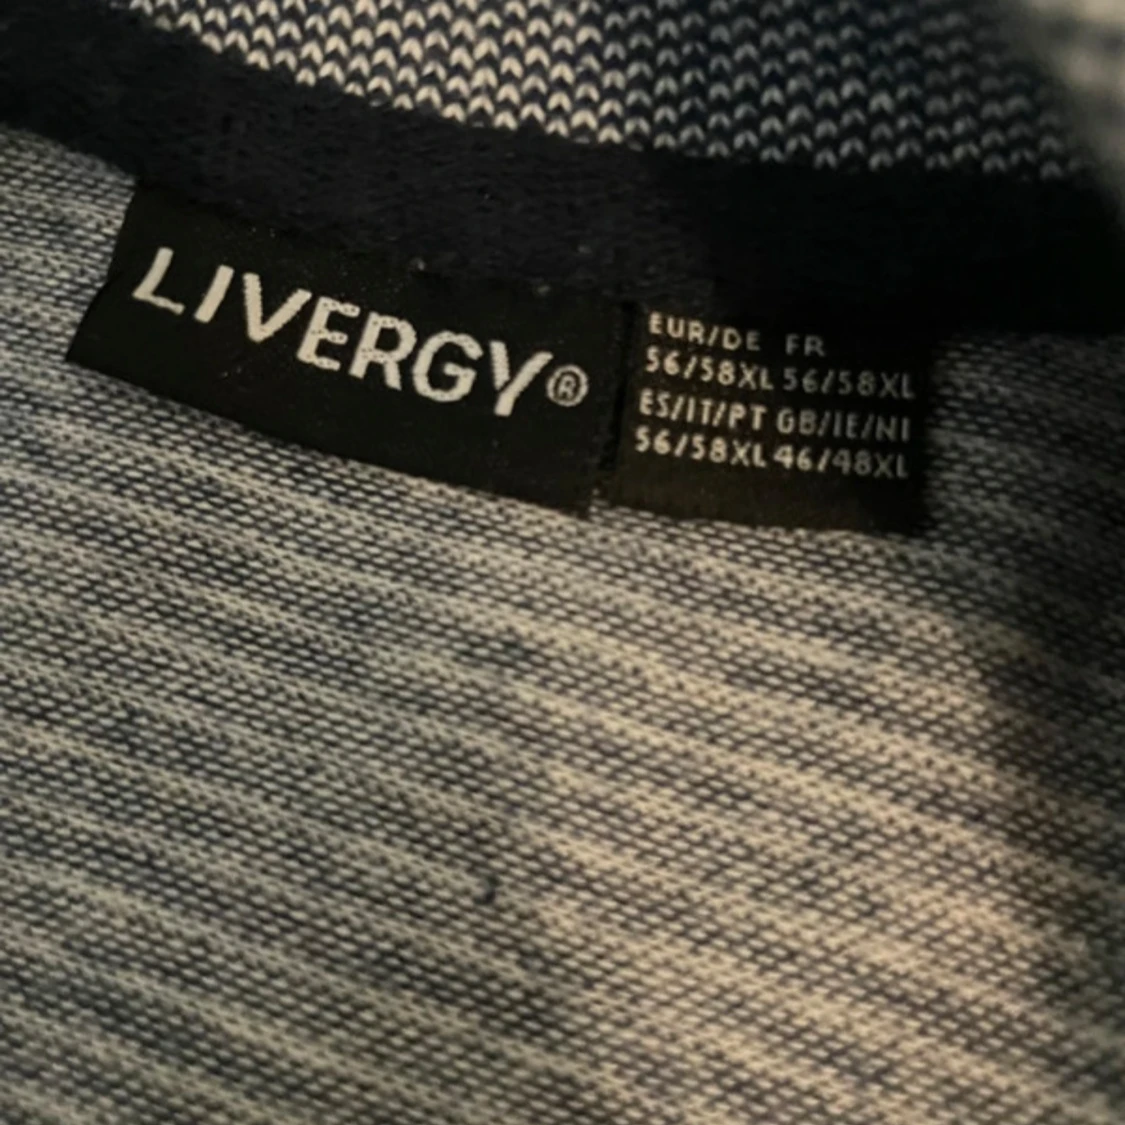 LIVERGY®
EUR/DE FR
56/58XL 56/58XL
ES/IT/PT GB/IE/NI
56/58XL 46/48XL